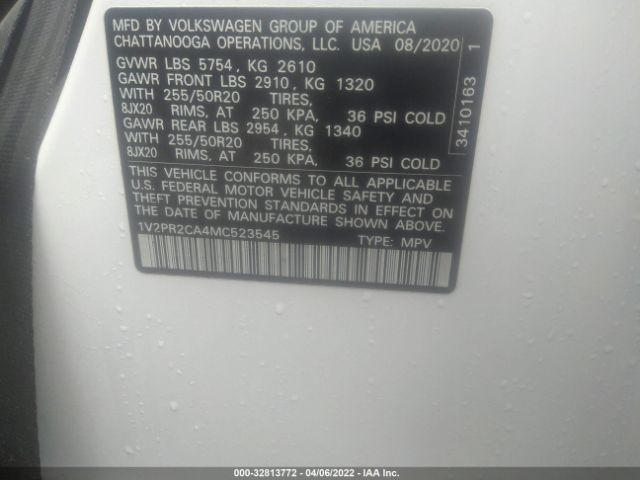 MFD BY VOLKSWAGEN GROUP OF AMERICA
CHATTANOOGA OPERATIONS, LLC. USA 08/2020
GVWR LBS 5754, KG 2610
GAWR FRONT LBS 2910, KG 1320
WITH 255/50R20 TIRES,
8JX20 RIMS, AT 250 KPA, 36 PSI COLD
GAWR REAR LBS 2954, KG 1340
WITH 255/50R20 TIRES,
8JX20 RIMS, AT 250 KPA, 36 PSI COLD
THIS VEHICLE CONFORMS TO ALL APPLICABLE
U.S. FEDERAL MOTOR VEHICLE SAFETY AND
THEFT PREVENTION STANDARDS IN EFFECT ON
THE DATE OF MANUFACTURE SHOWN ABOVE.
1V2PR2CA4MC523545 TYPE: MPV
3410163 1
000-32813772 - 04/06/2022 - IAA Inc.